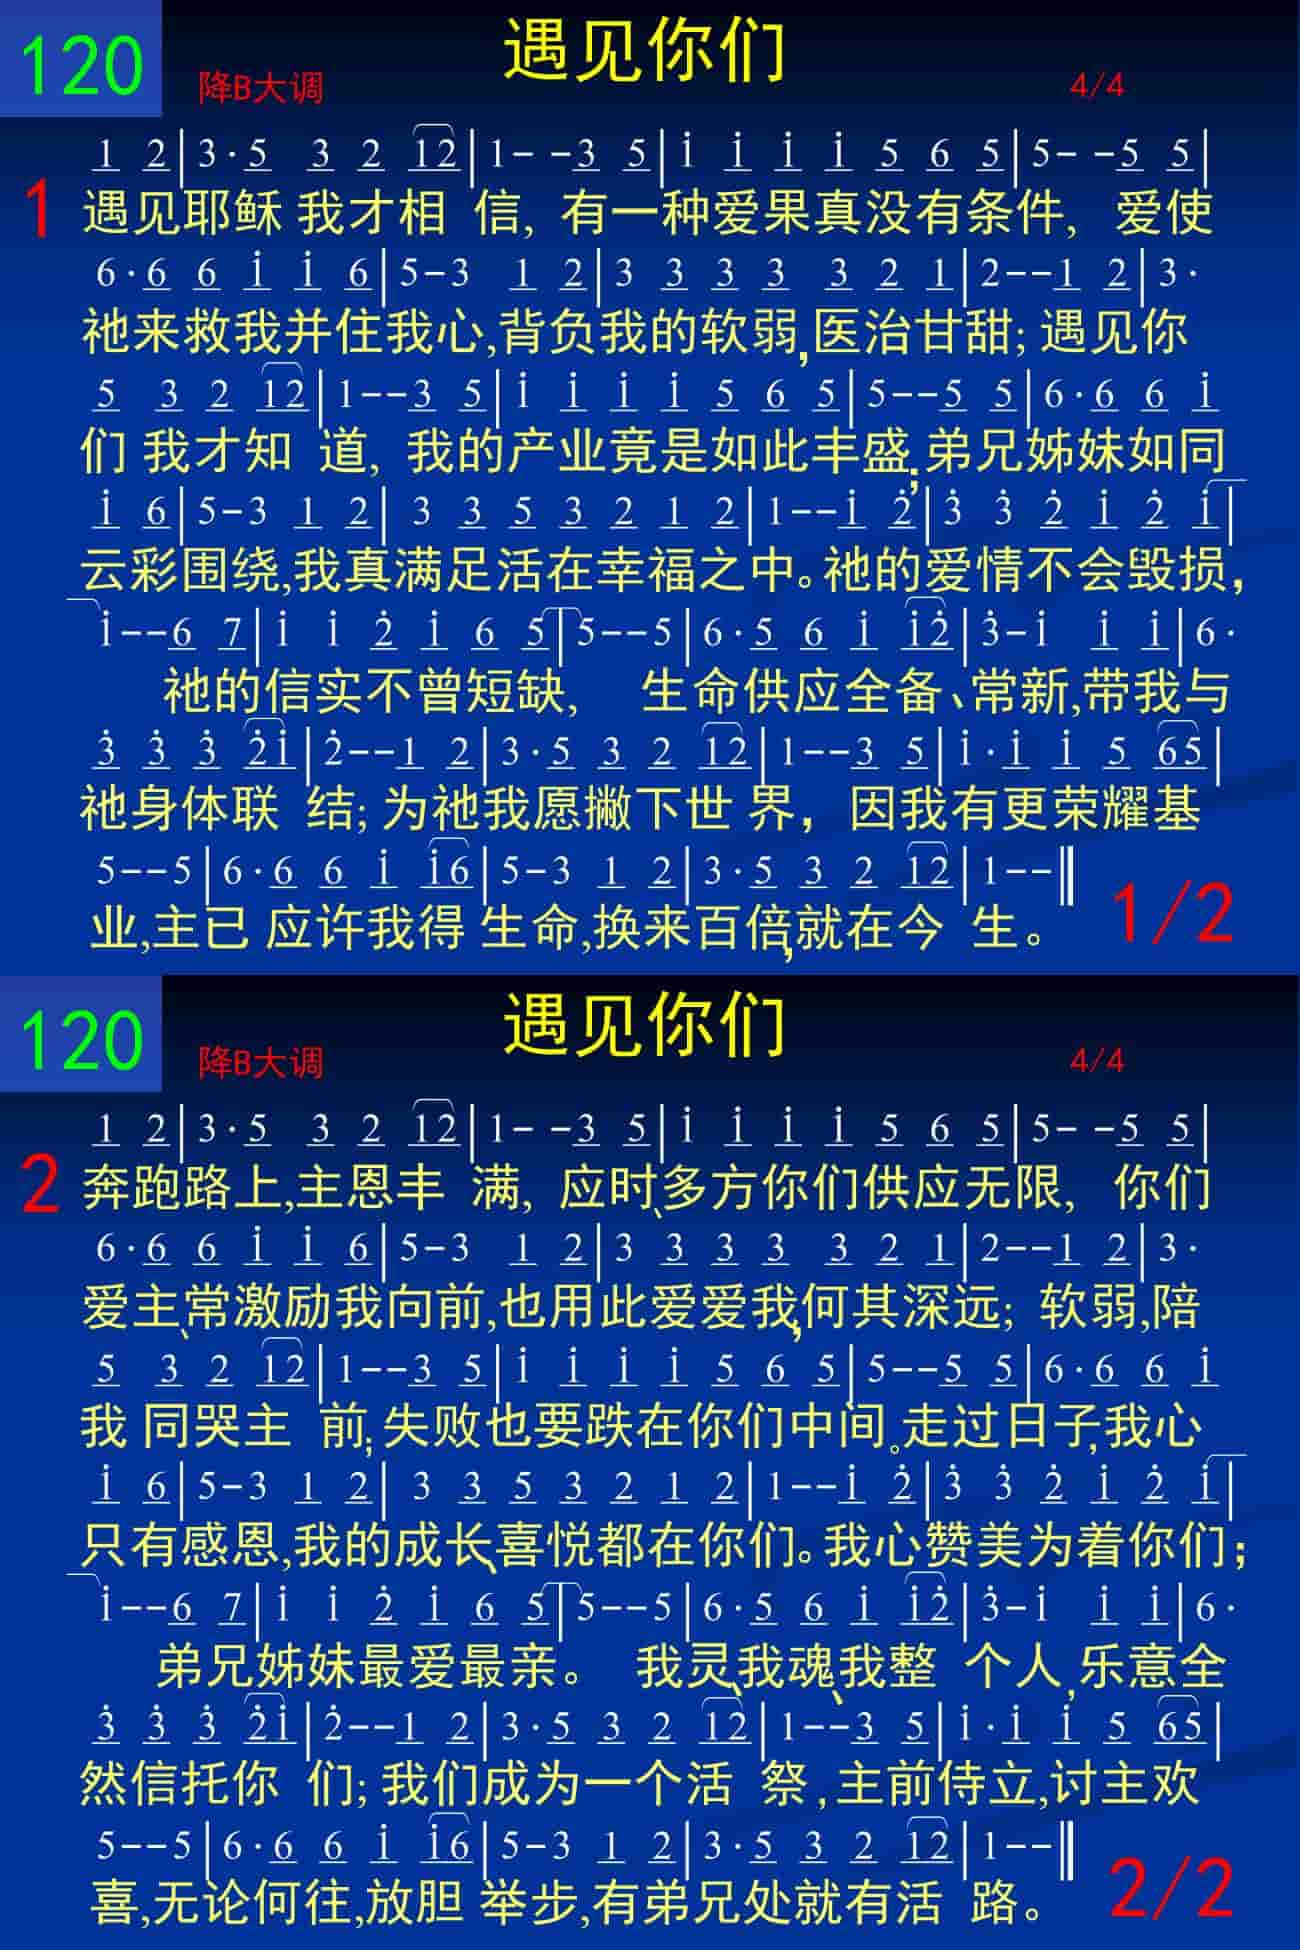 120
遇见你们
降B大调 4/4
1 2|3·5 3 2 12|1- -3 5|i i i i 5 6 5|5- -5 5|
1 遇见耶稣 我才相 信, 有一种爱果真没有条件, 爱使
6·6 6 i i 6|5-3 1 2|3 3 3 3 3 2 1|2--1 2|3·
祂来救我并住我心,背负我的软弱,医治甘甜; 遇见你
5 3 2 12|1--3 5|i i i i 5 6 5|5--5 5|6·6 6 i
们 我才知 道, 我的产业竟是如此丰盛;弟兄姊妹如同
i 6|5-3 1 2| 3 3 5 3 2 1 2|1--i 2̇|3̇ 3̇ 2̇ i 2̇ i|
云彩围绕,我真满足活在幸福之中。祂的爱情不会毁损,
i--6 7|i i 2̇ i 6 5|5--5|6·5 6 i i2̇|3̇-i i i|6·
祂的信实不曾短缺, 生命供应全备、常新,带我与
3̇ 3̇ 3̇ 2̇i|2̇--1 2|3·5 3 2 12|1--3 5|i·i i 5 65|
祂身体联 结; 为祂我愿撇下世 界, 因我有更荣耀基
5--5|6·6 6 i i6|5-3 1 2|3·5 3 2 12|1--‖
业,主已 应许我得 生命,换来百倍,就在今 生。
1/2
120
遇见你们
降B大调 4/4
1 2|3·5 3 2 12|1- -3 5|i i i i 5 6 5|5- -5 5|
2 奔跑路上,主恩丰 满, 应时、多方你们供应无限, 你们
6·6 6 i i 6|5-3 1 2|3 3 3 3 3 2 1|2--1 2|3·
爱主、常激励我向前,也用此爱爱我,何其深远; 软弱,陪
5 3 2 12|1--3 5|i i i i 5 6 5|5--5 5|6·6 6 i
我 同哭主 前;失败也要跌在你们中间。走过日子,我心
i 6|5-3 1 2| 3 3 5 3 2 1 2|1--i 2̇|3̇ 3̇ 2̇ i 2̇ i|
只有感恩,我的成长、喜悦都在你们。我心赞美为着你们;
i--6 7|i i 2̇ i 6 5|5--5|6·5 6 i i2̇|3̇-i i i|6·
弟兄姊妹最爱最亲。 我灵、我魂、我整 个人,乐意全
3̇ 3̇ 3̇ 2̇i|2̇--1 2|3·5 3 2 12|1--3 5|i·i i 5 65|
然信托你 们; 我们成为一个活 祭,主前侍立,讨主欢
5--5|6·6 6 i i6|5-3 1 2|3·5 3 2 12|1--‖
喜,无论何往,放胆 举步,有弟兄处就有活 路。
2/2